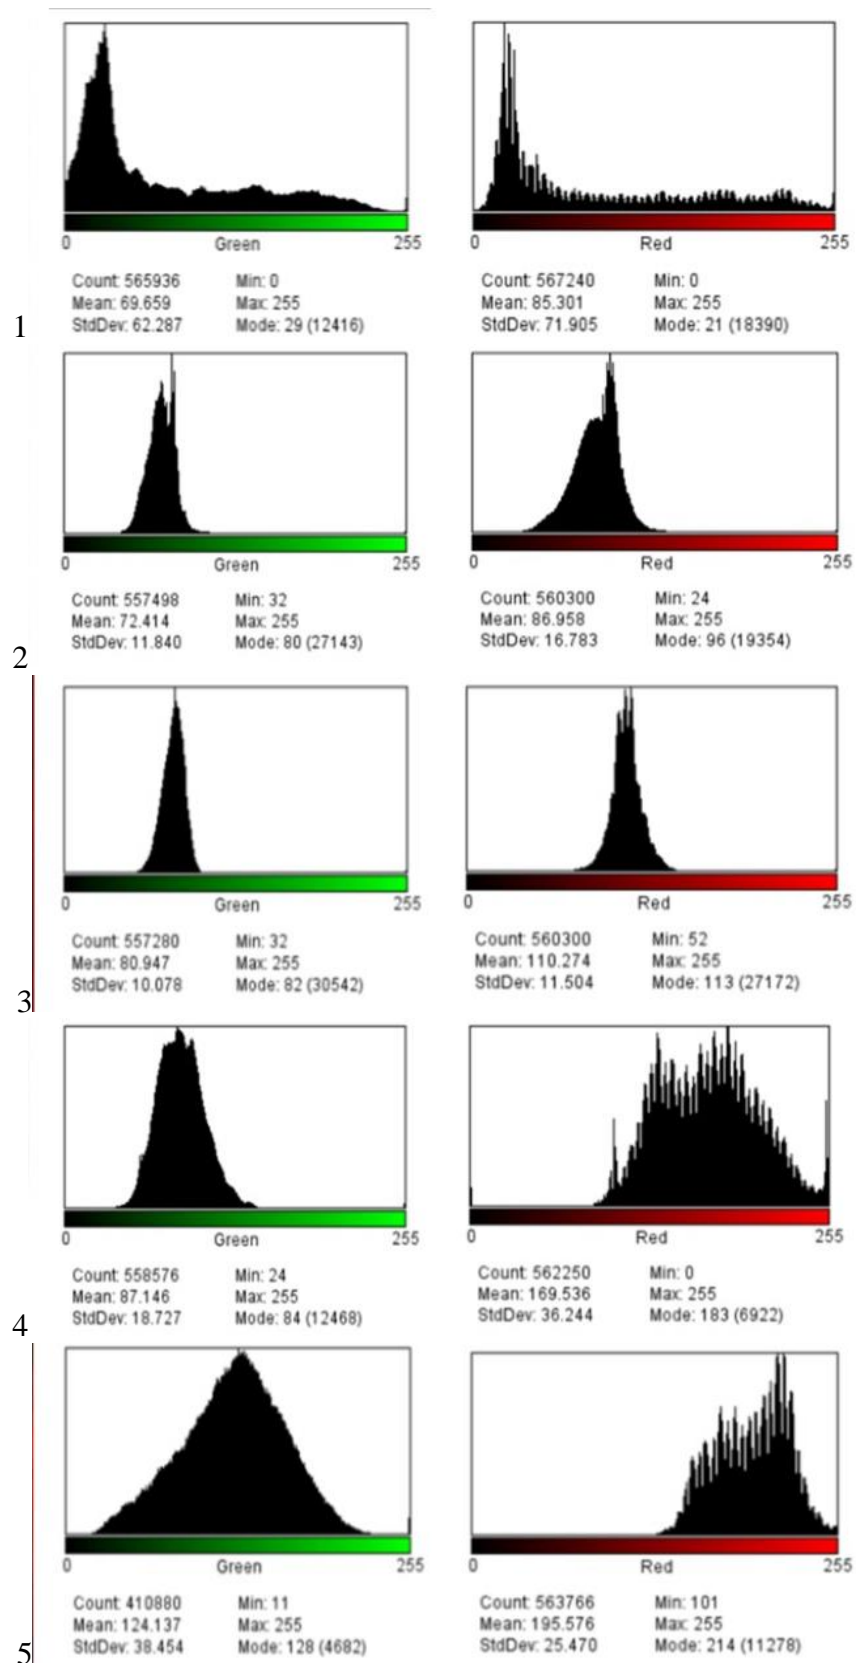 0 Green 255 0 Red 255
Count: 565936 Min: 0 Count: 567240 Min: 0
Mean: 69.659 Max: 255 Mean: 85.301 Max: 255
1 StdDev: 62.287 Mode: 29 (12416) StdDev: 71.905 Mode: 21 (18390)
0 Green 255 0 Red 255
Count: 557498 Min: 32 Count: 560300 Min: 24
Mean: 72.414 Max: 255 Mean: 86.958 Max: 255
2 StdDev: 11.840 Mode: 80 (27143) StdDev: 16.783 Mode: 96 (19354)
0 Green 255 0 Red 255
Count: 557280 Min: 32 Count: 560300 Min: 52
Mean: 80.947 Max: 255 Mean: 110.274 Max: 255
3 StdDev: 10.078 Mode: 82 (30542) StdDev: 11.504 Mode: 113 (27172)
0 Green 255 0 Red 255
Count: 558576 Min: 24 Count: 562250 Min: 0
Mean: 87.146 Max: 255 Mean: 169.536 Max: 255
4 StdDev: 18.727 Mode: 84 (12468) StdDev: 36.244 Mode: 183 (6922)
0 Green 255 0 Red 255
Count: 410880 Min: 11 Count: 563766 Min: 101
Mean: 124.137 Max: 255 Mean: 195.576 Max: 255
5 StdDev: 38.454 Mode: 128 (4682) StdDev: 25.470 Mode: 214 (11278)